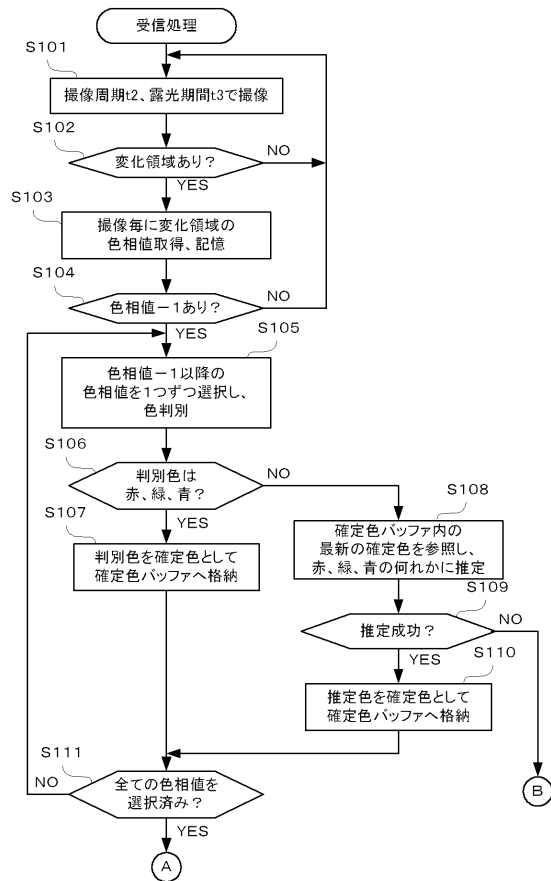 受信処理
S101
撮像周期t2、露光期間t3で撮像
S102
変化領域あり？
NO
YES
S103
撮像毎に変化領域の
色相値取得、記憶
S104
色相値－1あり？
NO
YES
S105
色相値－1以降の
色相値を1つずつ選択し、
色判別
S106
判別色は
赤、緑、青？
NO
YES
S107
判別色を確定色として
確定色バッファへ格納
S108
確定色バッファ内の
最新の確定色を参照し、
赤、緑、青の何れかに推定
S109
推定成功？
NO
YES
S110
推定色を確定色として
確定色バッファへ格納
S111
全ての色相値を
選択済み？
NO
YES
A
B